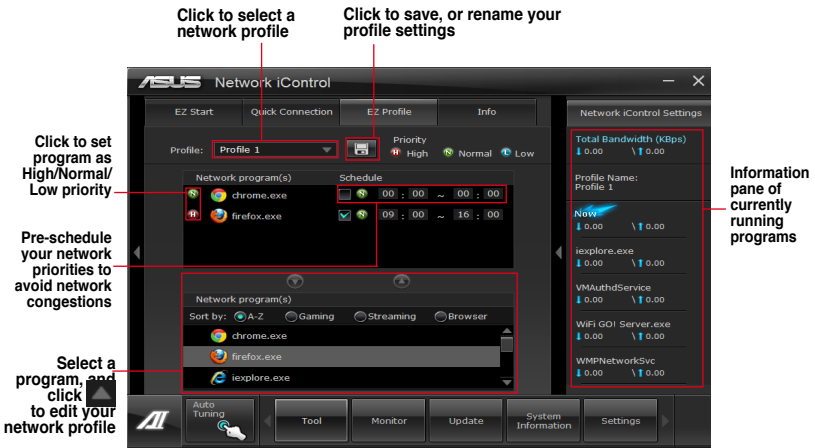 Click to select a
network profile
Click to save, or rename your
profile settings
ASUS Network iControl
EZ Start
Quick Connection
EZ Profile
Info
Network iControl Settings
Profile: Profile 1
Priority
H High N Normal L Low
Network program(s) Schedule
N chrome.exe N 00 : 00 ~ 00 : 00
H firefox.exe N 09 : 00 ~ 16 : 00
Network program(s)
Sort by: A-Z Gaming Streaming Browser
chrome.exe
firefox.exe
iexplore.exe
Total Bandwidth (KBps)
0.00 \ 0.00
Profile Name:
Profile 1
Now
0.00 \ 0.00
iexplore.exe
0.00 \ 0.00
VMAuthdService
0.00 \ 0.00
WiFi GO! Server.exe
0.00 \ 0.00
WMPNetworkSvc
0.00 \ 0.00
AI
Auto
Tuning
Tool
Monitor
Update
System
Information
Settings
Click to set
program as
High/Normal/
Low priority
Pre-schedule
your network
priorities to
avoid network
congestions
Select a
program, and
click
to edit your
network profile
Information
pane of
currently
running
programs